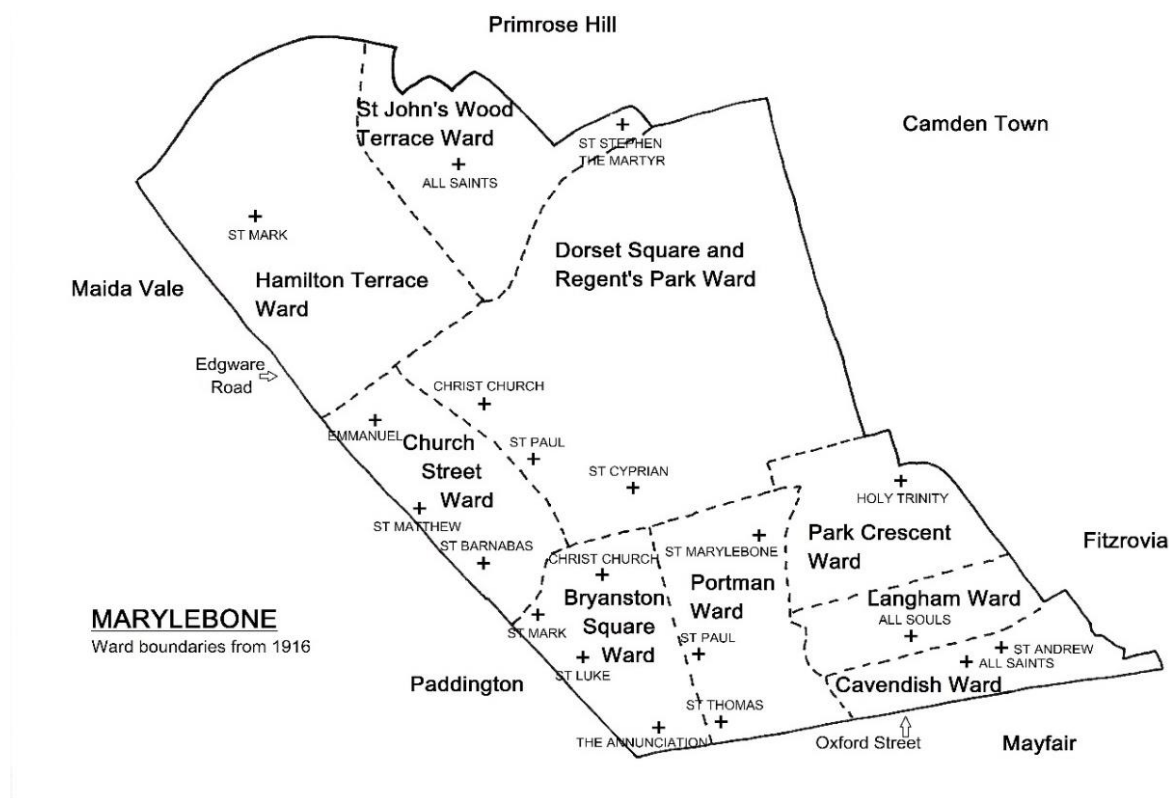 Primrose Hill
St John's Wood
Terrace Ward
Camden Town
ST STEPHEN
THE MARTYR
ALL SAINTS
ST MARK
Dorset Square and
Regent's Park Ward
Maida Vale
Hamilton Terrace
Ward
Edgware
Road
CHRIST CHURCH
EMMANUEL
Church
Street
Ward
ST PAUL
ST CYPRIAN
HOLY TRINITY
ST MATTHEW
Park Crescent
Ward
Fitzrovia
ST BARNABAS
CHRIST CHURCH
ST MARYLEBONE
Portman
Ward
Bryanston
Square
Ward
Langham Ward
ALL SOULS
MARYLEBONE
Ward boundaries from 1916
ST MARK
ST PAUL
ST ANDREW
ALL SAINTS
ST LUKE
Paddington
Cavendish Ward
ST THOMAS
THE ANNUNCIATION
Oxford Street
Mayfair